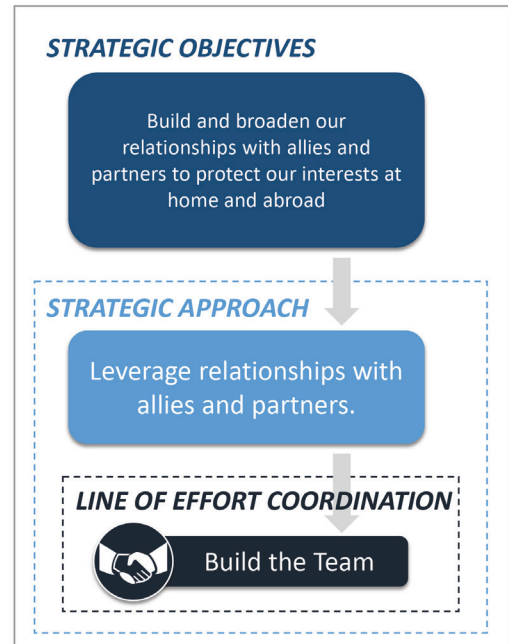 STRATEGIC OBJECTIVES
Build and broaden our
relationships with allies and
partners to protect our interests at
home and abroad
STRATEGIC APPROACH
Leverage relationships with
allies and partners.
LINE OF EFFORT COORDINATION
Build the Team